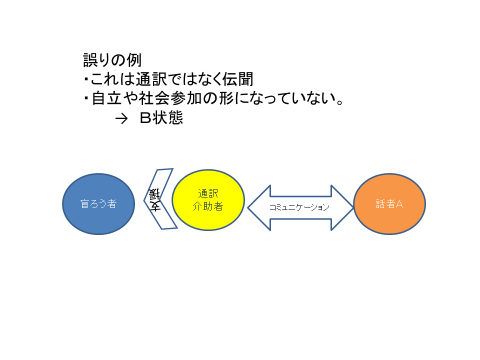 誤りの例
・これは通訳ではなく伝聞
・自立や社会参加の形になっていない。
→ B状態
盲ろう者
支援
通訳
介助者
コミュニケーション
話者A